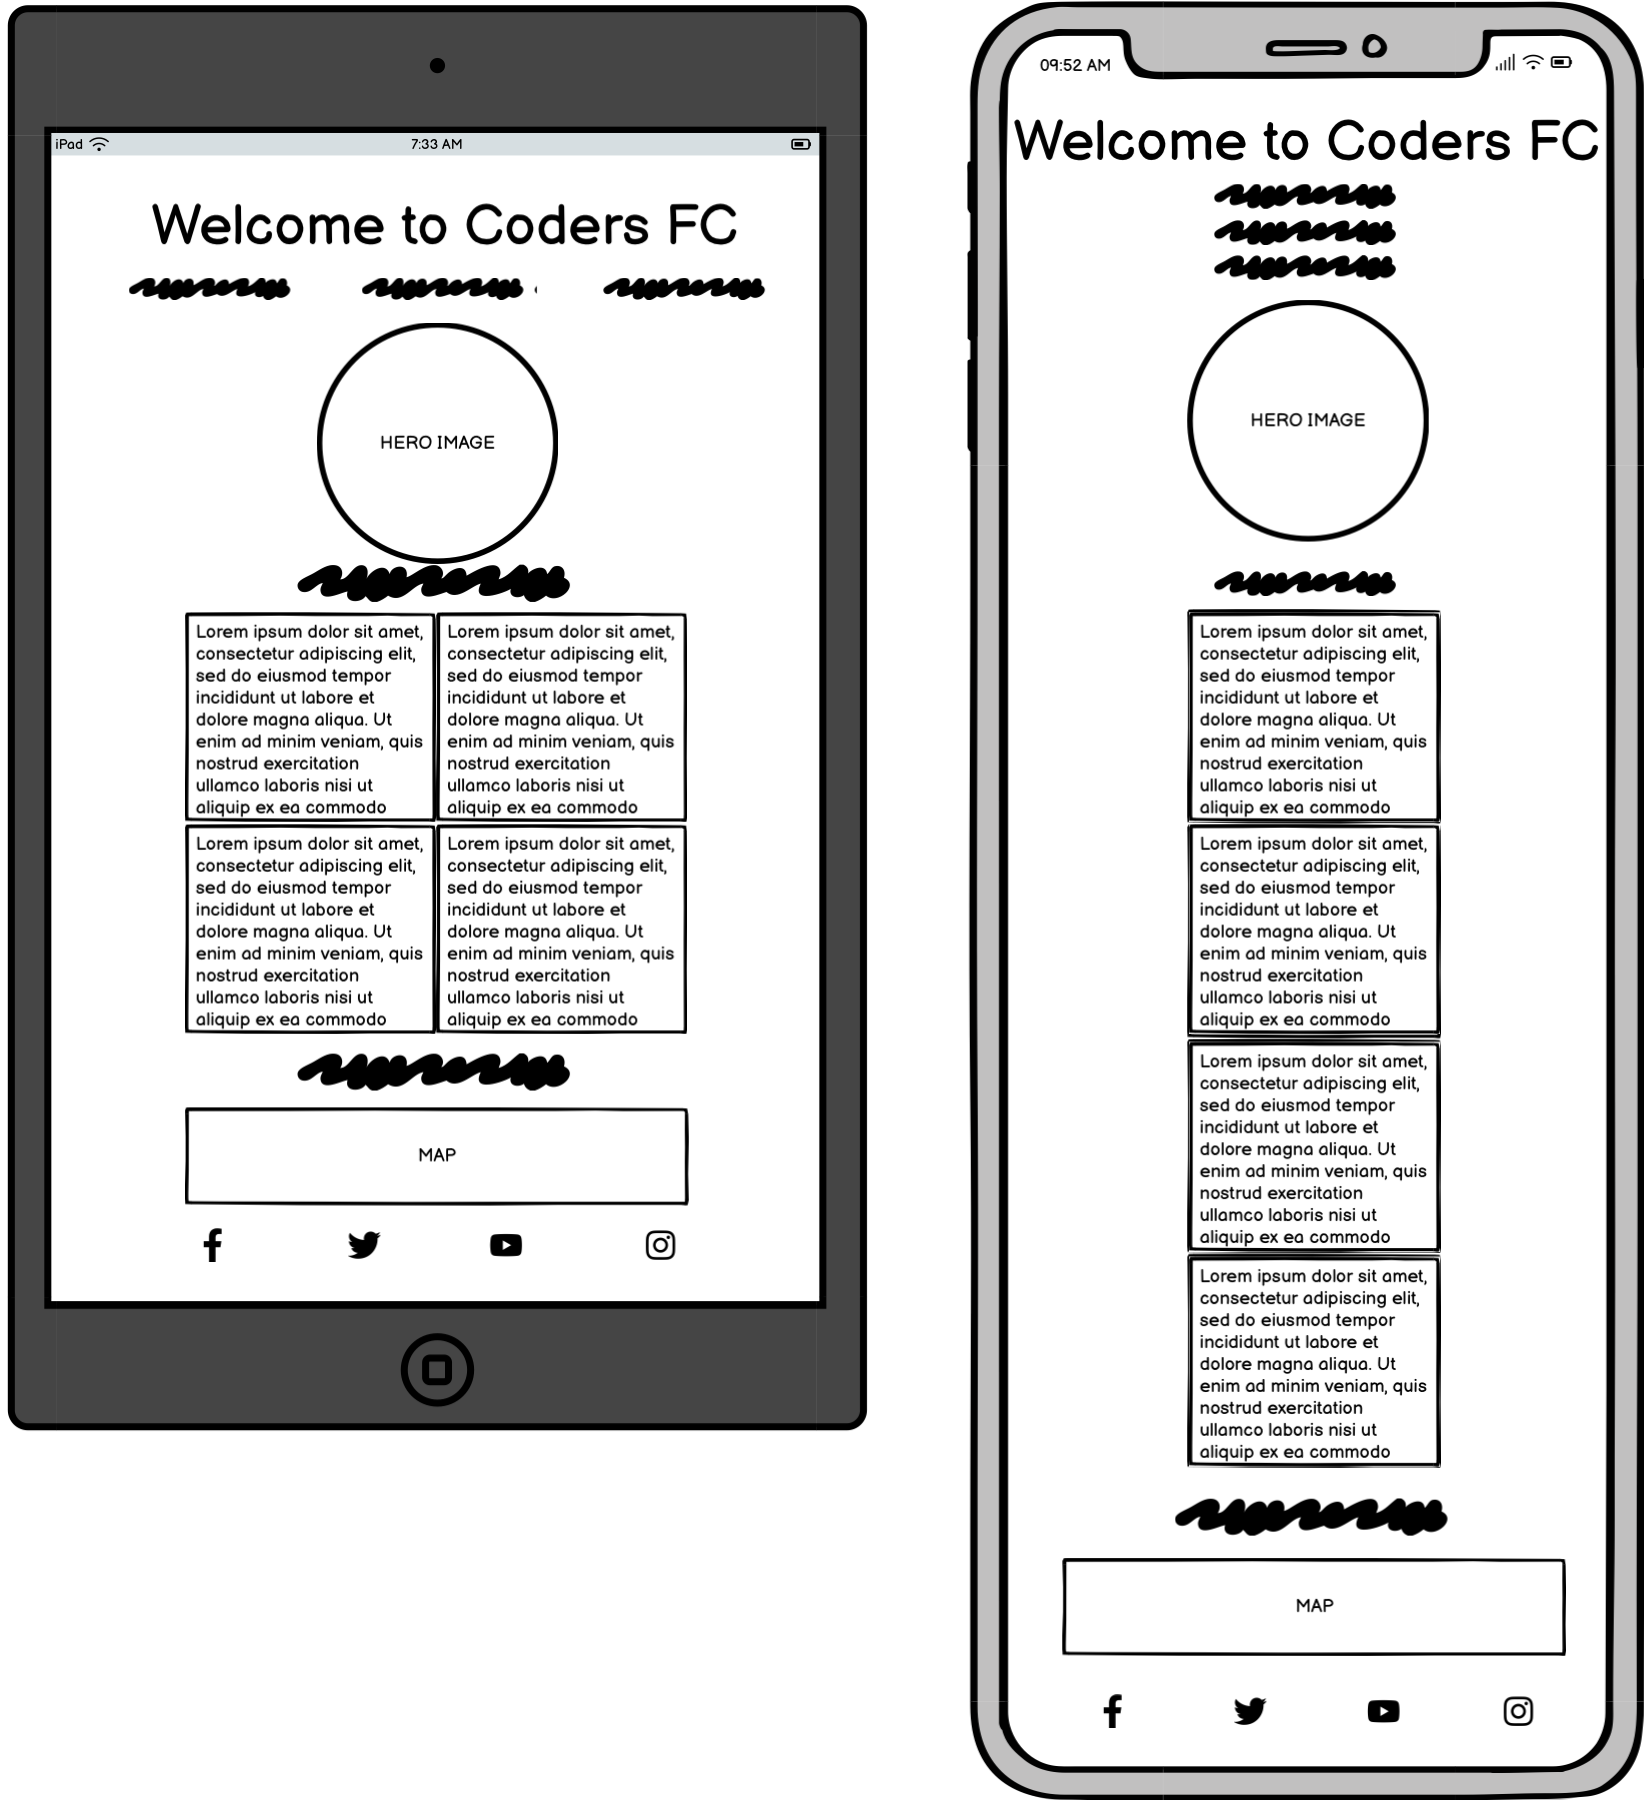 iPad
7:33 AM
Welcome to Coders FC
HERO IMAGE
Lorem ipsum dolor sit amet,
consectetur adipiscing elit,
sed do eiusmod tempor
incididunt ut labore et
dolore magna aliqua. Ut
enim ad minim veniam, quis
nostrud exercitation
ullamco laboris nisi ut
aliquip ex ea commodo
Lorem ipsum dolor sit amet,
consectetur adipiscing elit,
sed do eiusmod tempor
incididunt ut labore et
dolore magna aliqua. Ut
enim ad minim veniam, quis
nostrud exercitation
ullamco laboris nisi ut
aliquip ex ea commodo
Lorem ipsum dolor sit amet,
consectetur adipiscing elit,
sed do eiusmod tempor
incididunt ut labore et
dolore magna aliqua. Ut
enim ad minim veniam, quis
nostrud exercitation
ullamco laboris nisi ut
aliquip ex ea commodo
Lorem ipsum dolor sit amet,
consectetur adipiscing elit,
sed do eiusmod tempor
incididunt ut labore et
dolore magna aliqua. Ut
enim ad minim veniam, quis
nostrud exercitation
ullamco laboris nisi ut
aliquip ex ea commodo
MAP
09:52 AM
Welcome to Coders FC
HERO IMAGE
Lorem ipsum dolor sit amet,
consectetur adipiscing elit,
sed do eiusmod tempor
incididunt ut labore et
dolore magna aliqua. Ut
enim ad minim veniam, quis
nostrud exercitation
ullamco laboris nisi ut
aliquip ex ea commodo
Lorem ipsum dolor sit amet,
consectetur adipiscing elit,
sed do eiusmod tempor
incididunt ut labore et
dolore magna aliqua. Ut
enim ad minim veniam, quis
nostrud exercitation
ullamco laboris nisi ut
aliquip ex ea commodo
Lorem ipsum dolor sit amet,
consectetur adipiscing elit,
sed do eiusmod tempor
incididunt ut labore et
dolore magna aliqua. Ut
enim ad minim veniam, quis
nostrud exercitation
ullamco laboris nisi ut
aliquip ex ea commodo
Lorem ipsum dolor sit amet,
consectetur adipiscing elit,
sed do eiusmod tempor
incididunt ut labore et
dolore magna aliqua. Ut
enim ad minim veniam, quis
nostrud exercitation
ullamco laboris nisi ut
aliquip ex ea commodo
MAP